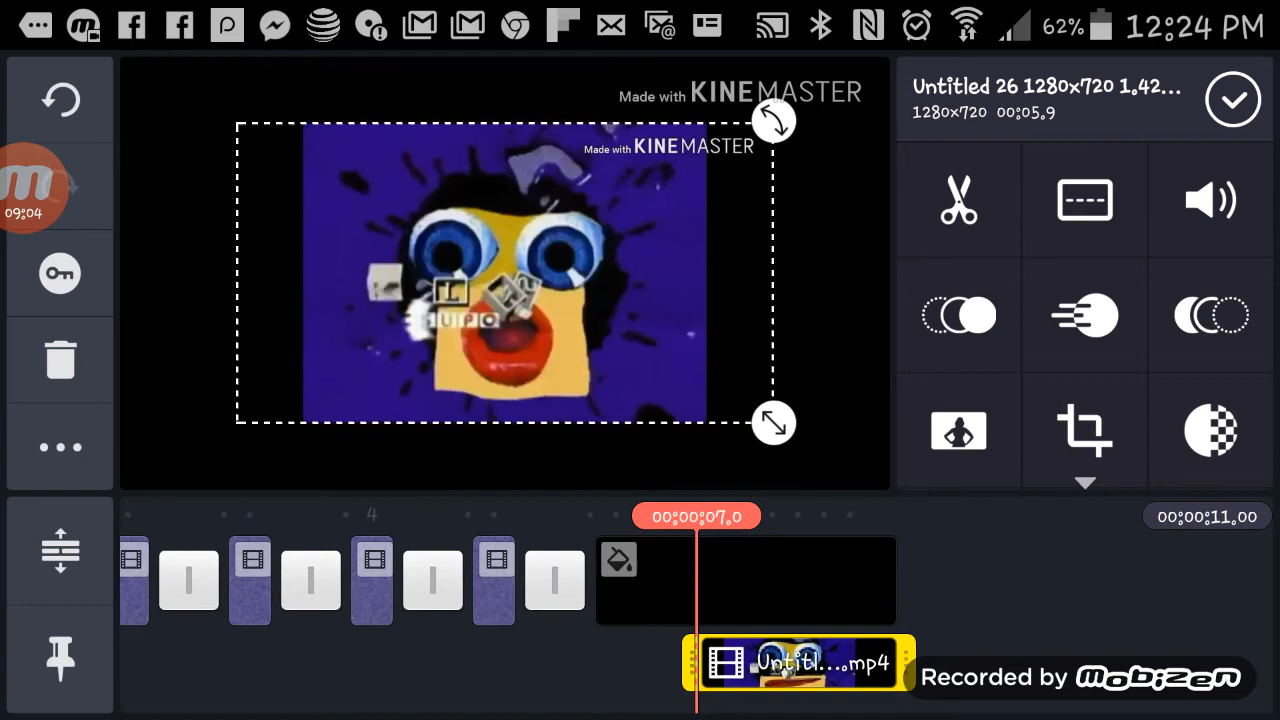 62% 12:24 PM
Made with KINEMASTER
Made with KINEMASTER
Untitled 26 1280x720 1.42...
1280x720 00:05.9
09:04
4
00:00:07.0
00:00:11.00
Untitl....mp4
Recorded by mobizen